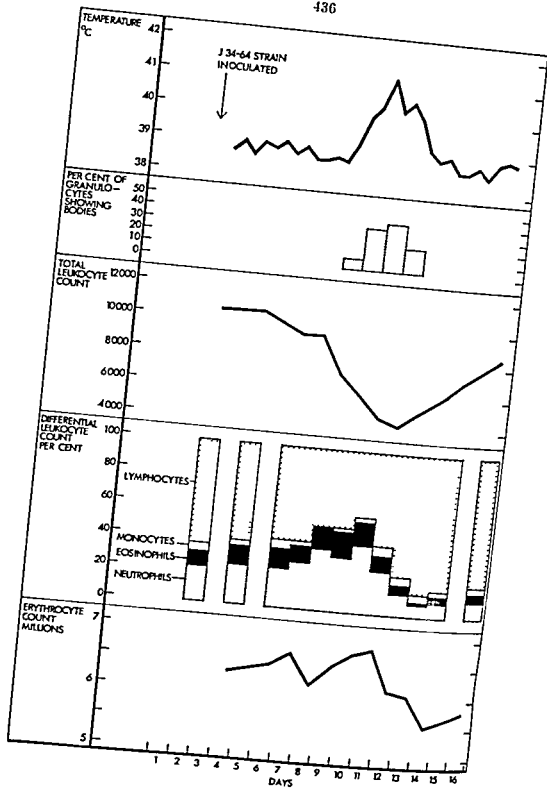 436
TEMPERATURE
°C
42
41
40
39
38
J 34-64 STRAIN
INOCULATED
PER CENT OF
GRANULO-
CYTES
SHOWING
BODIES
50
40
30
20
10
0
TOTAL
LEUKOCYTE
COUNT
12000
10000
8000
6000
4000
DIFFERENTIAL
LEUKOCYTE
COUNT
PER CENT
100
80
60
40
20
0
LYMPHOCYTES
MONOCYTES
EOSINOPHILS
NEUTROPHILS
ERYTHROCYTE
COUNT
MILLIONS
7
6
5
1 2 3 4 5 6 7 8 9 10 11 12 13 14 15 16
DAYS